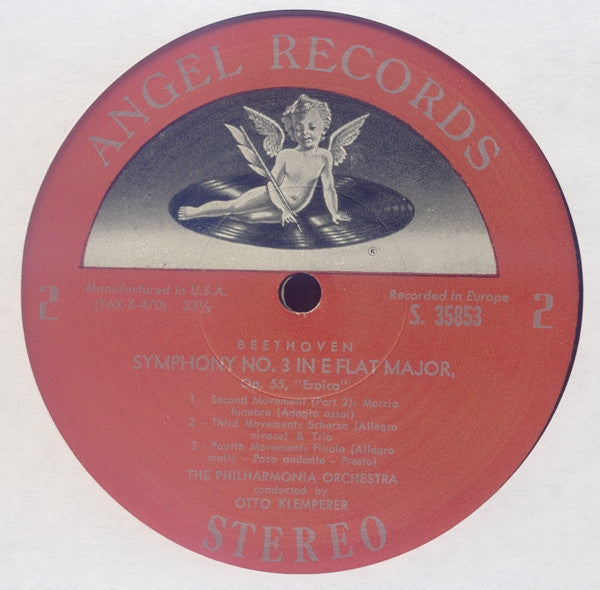 ANGEL RECORDS
®
Manufactured in U.S.A.
(YAX-X-470) 33⅓
Recorded in Europe
S. 35853
2
2
BEETHOVEN
SYMPHONY NO. 3 IN E FLAT MAJOR,
Op. 55, "Eroica"
1 - Second Movement (Part 2): Marcia
funebre (Adagio assai)
2 - Third Movement: Scherzo (Allegro
vivace) & Trio
3 - Fourth Movement: Finale (Allegro
molto - Poco andante - Presto)
THE PHILHARMONIA ORCHESTRA
conducted by
OTTO KLEMPERER
STEREO